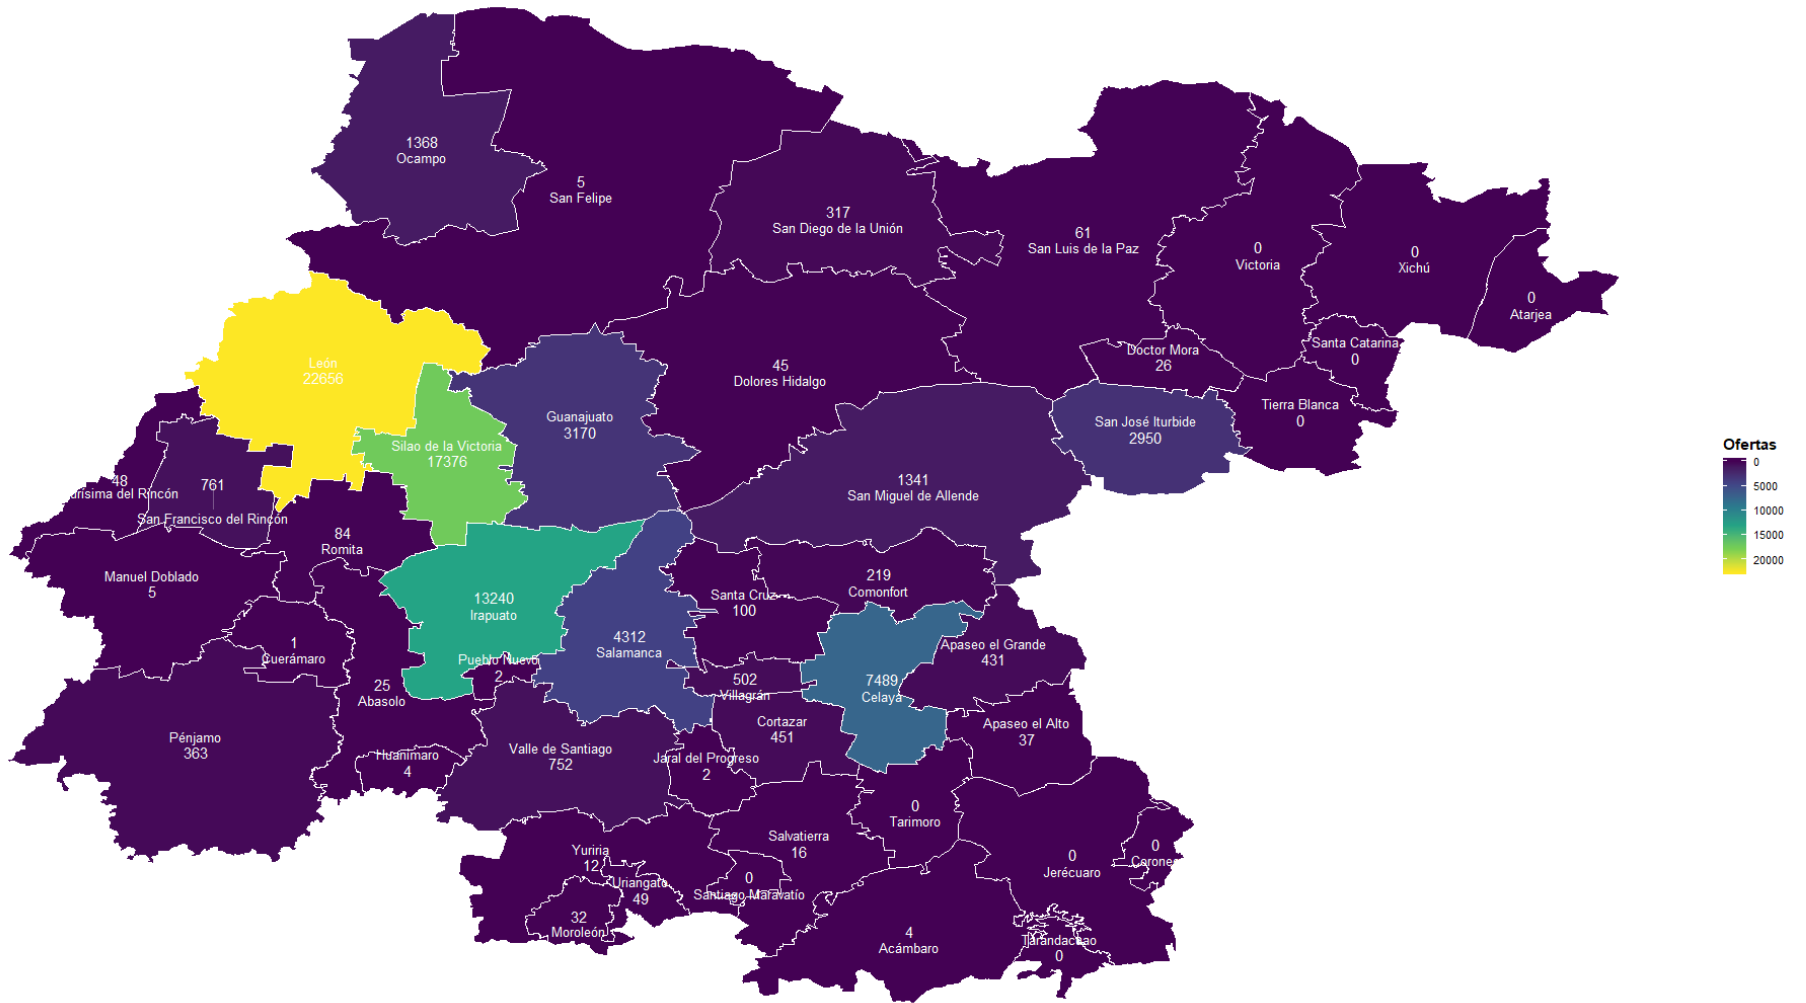 1368
Ocampo
5
San Felipe
317
San Diego de la Unión
61
San Luis de la Paz
0
Victoria
0
Xichú
0
Atarjea
Santa Catarina
0
Doctor Mora
26
León
22656
45
Dolores Hidalgo
Tierra Blanca
0
Guanajuato
3170
San José Iturbide
2950
Silao de la Victoria
17376
Ofertas
0
5000
10000
15000
20000
48
urísima del Rincón
761
San Francisco del Rincón
1341
San Miguel de Allende
84
Romita
Manuel Doblado
5
219
Comonfort
Santa Cruz
100
13240
Irapuato
4312
Salamanca
1
Cuerámaro
Apaseo el Grande
431
Pueblo Nuevo
2
25
Abasolo
502
Villagrán
7489
Celaya
Cortazar
451
Apaseo el Alto
37
Pénjamo
363
Huanímaro
4
Valle de Santiago
752
Jaral del Progreso
2
0
Tarimoro
Salvatierra
16
Yuriria
12
0
Jerécuaro
0
Corone
Uriangato
49
0
Santiago Maravatío
32
Moroleón
4
Acámbaro
Tarandacuao
0